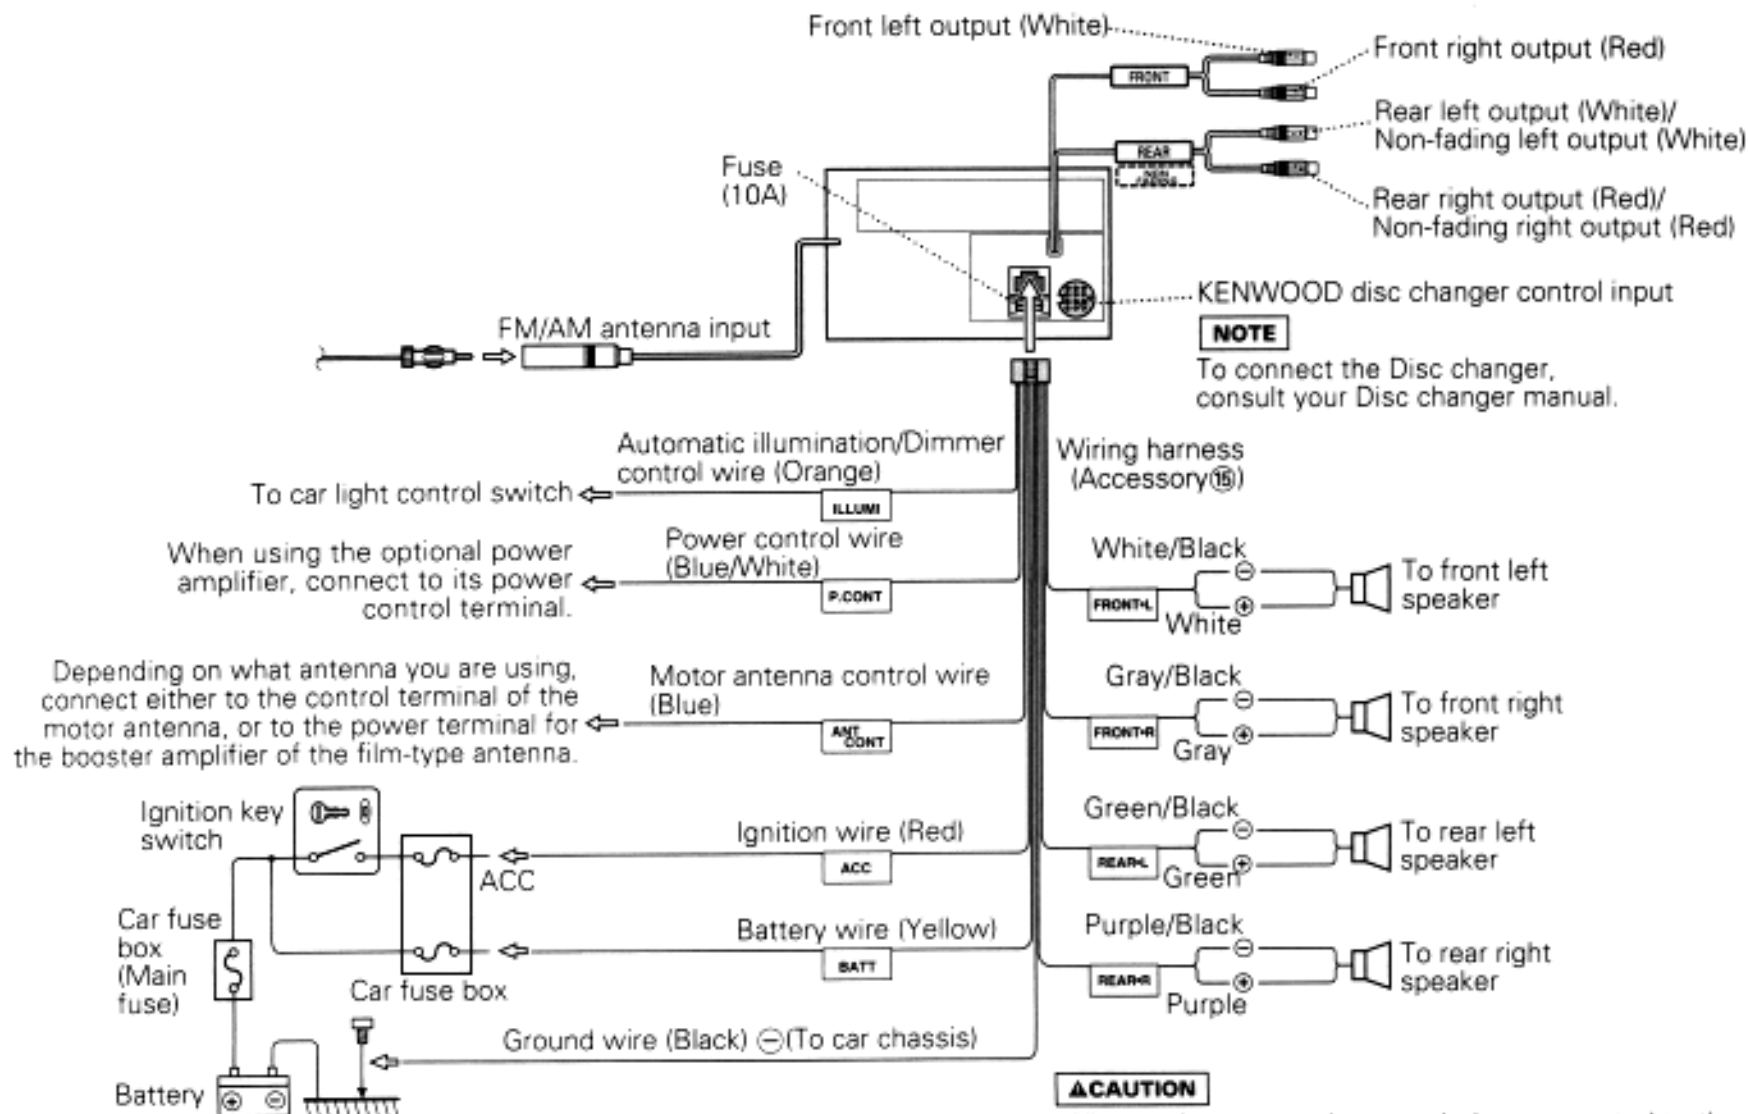 Front left output (White)
Front right output (Red)
FRONT
Rear left output (White)/
Non-fading left output (White)
REAR
Fuse
(10A)
Rear right output (Red)/
Non-fading right output (Red)
KENWOOD disc changer control input
FM/AM antenna input
NOTE
To connect the Disc changer,
consult your Disc changer manual.
Automatic illumination/Dimmer
control wire (Orange)
Wiring harness
(Accessory⑮)
To car light control switch
ILLUMI
Power control wire
(Blue/White)
When using the optional power
amplifier, connect to its power
control terminal.
P.CONT
White/Black
⊖
⊕
FRONT•L
White
To front left
speaker
Depending on what antenna you are using,
connect either to the control terminal of the
motor antenna, or to the power terminal for
the booster amplifier of the film-type antenna.
Motor antenna control wire
(Blue)
ANT
CONT
Gray/Black
⊖
⊕
FRONT•R
Gray
To front right
speaker
Ignition key
switch
ACC
Ignition wire (Red)
ACC
Green/Black
⊖
⊕
REAR•L
Green
To rear left
speaker
Car fuse
box
(Main
fuse)
Battery wire (Yellow)
BATT
Car fuse box
Purple/Black
⊖
⊕
REAR•R
Purple
To rear right
speaker
Ground wire (Black) ⊖(To car chassis)
Battery
⊕ ⊖
▲CAUTION